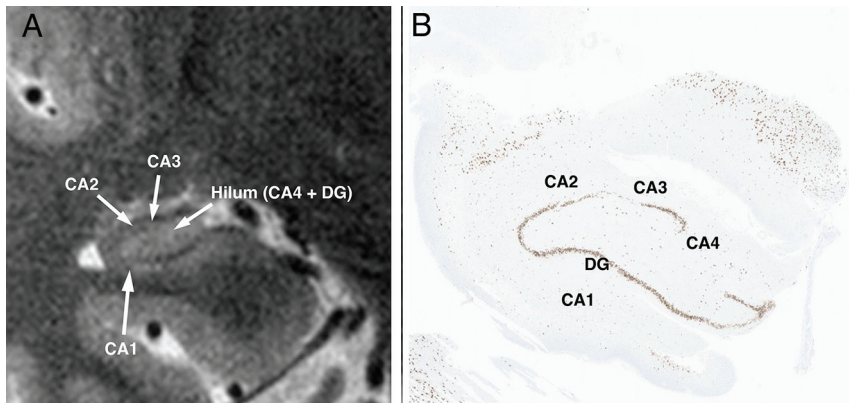 A
CA3
CA2
Hilum (CA4 + DG)
CA1
B
CA2
CA3
CA4
DG
CA1